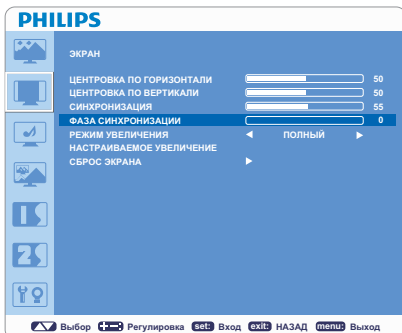 PHILIPS
ЭКРАН
ЦЕНТРОВКА ПО ГОРИЗОНТАЛИ 50
ЦЕНТРОВКА ПО ВЕРТИКАЛИ 50
СИНХРОНИЗАЦИЯ 55
ФАЗА СИНХРОНИЗАЦИИ 0
РЕЖИМ УВЕЛИЧЕНИЯ ПОЛНЫЙ
НАСТРАИВАЕМОЕ УВЕЛИЧЕНИЕ
СБРОС ЭКРАНА
Выбор Регулировка set: Вход exit: НАЗАД menu: Выход